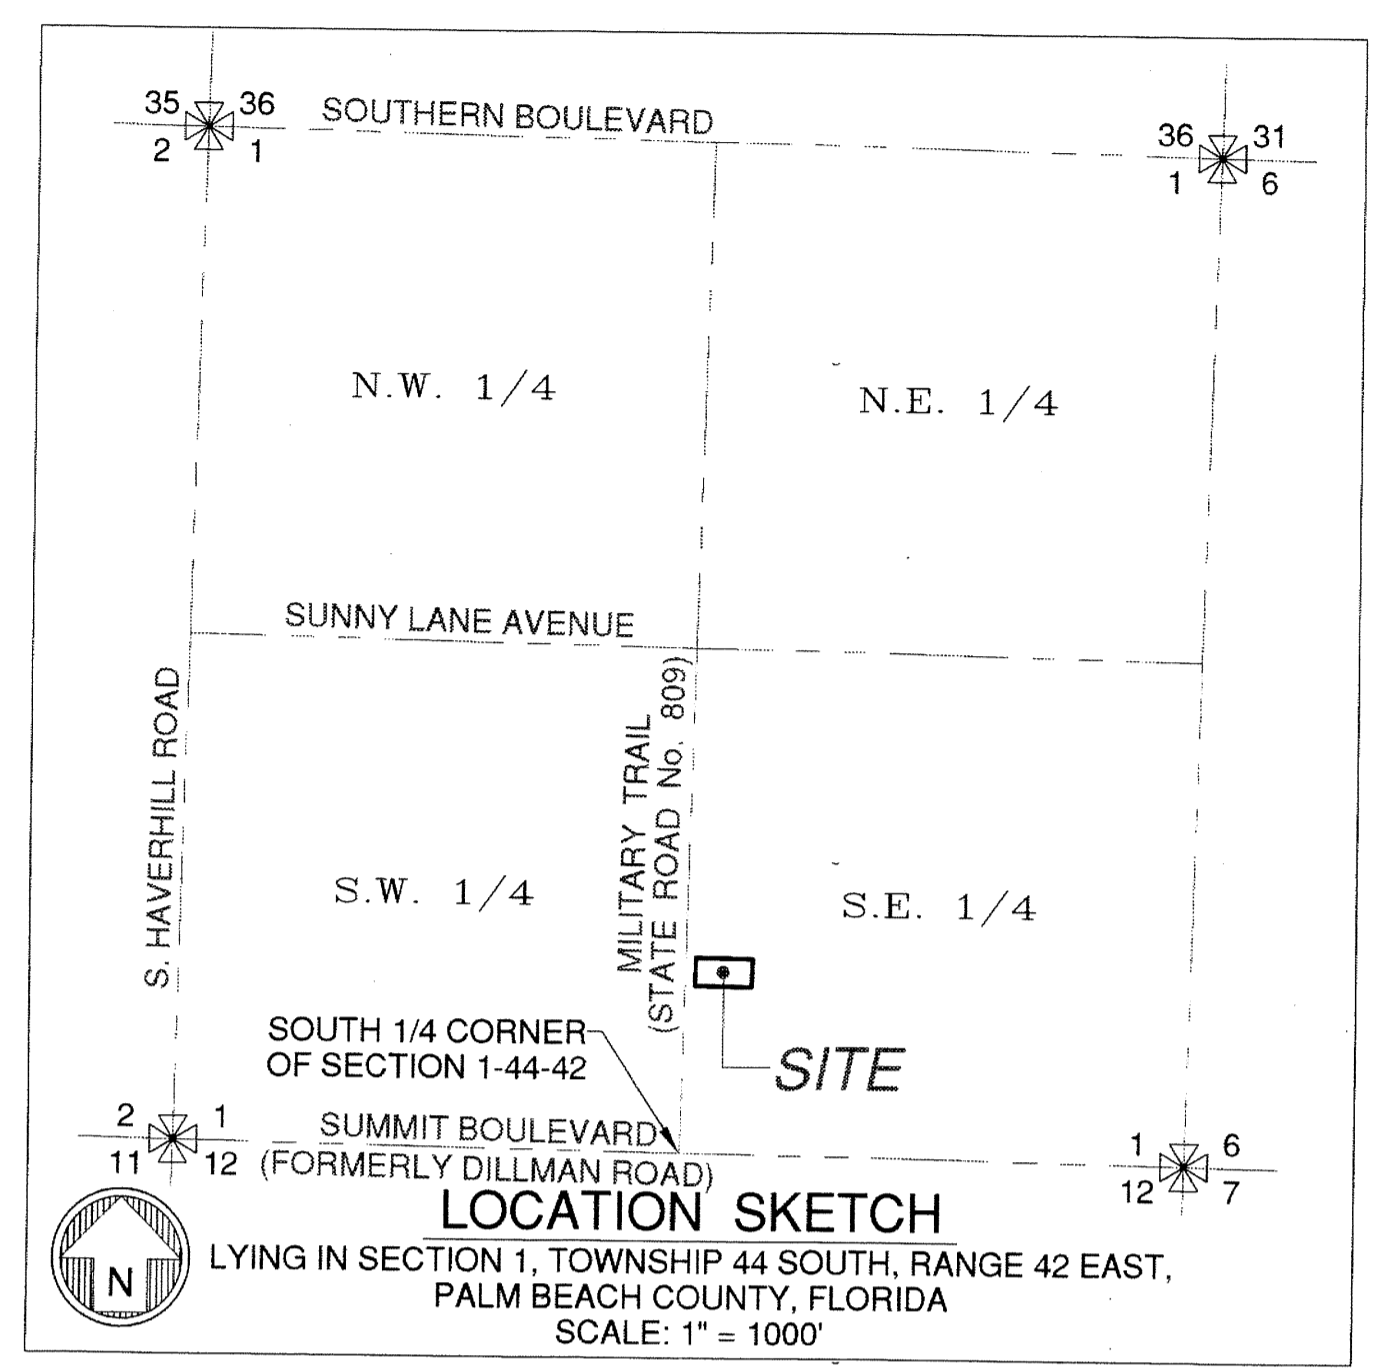 35 36
2 1
SOUTHERN BOULEVARD
36 31
1 6
N.W. 1/4
N.E. 1/4
SUNNY LANE AVENUE
S. HAVERHILL ROAD
MILITARY TRAIL
(STATE ROAD No. 809)
S.W. 1/4
S.E. 1/4
SOUTH 1/4 CORNER
OF SECTION 1-44-42
SITE
2 1
11 12
SUMMIT BOULEVARD
(FORMERLY DILLMAN ROAD)
1 6
12 7
N
LOCATION SKETCH
LYING IN SECTION 1, TOWNSHIP 44 SOUTH, RANGE 42 EAST,
PALM BEACH COUNTY, FLORIDA
SCALE: 1" = 1000'